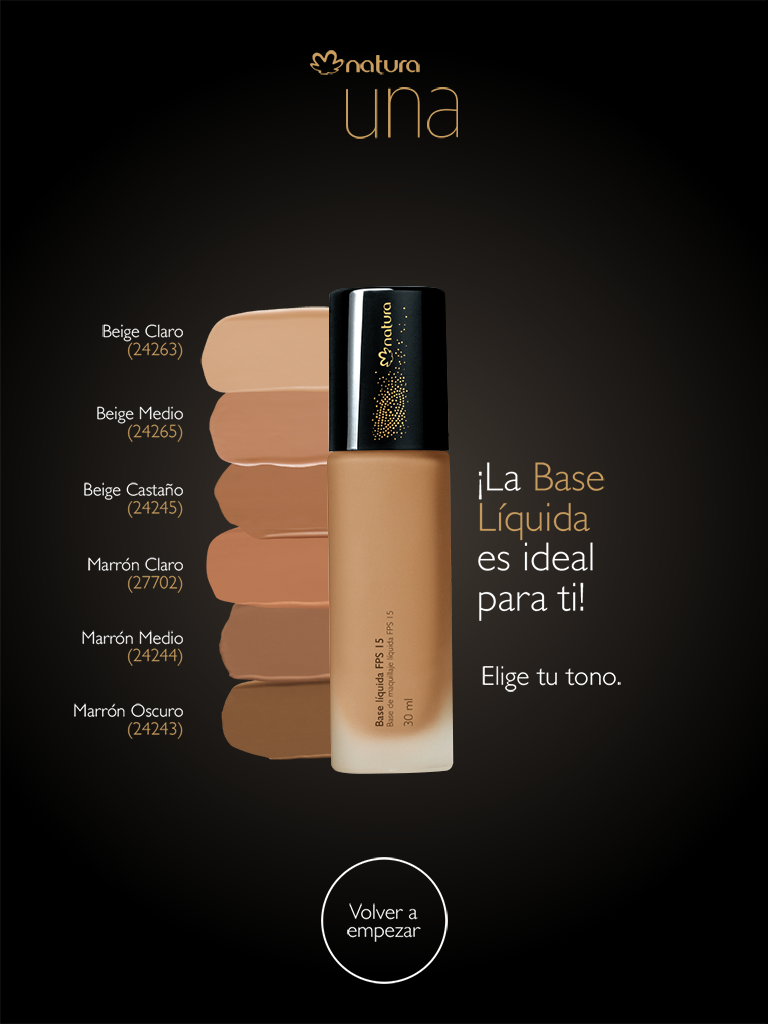 natura
una
Beige Claro
(24263)
Beige Medio
(24265)
Beige Castaño
(24245)
Marrón Claro
(27702)
Marrón Medio
(24244)
Marrón Oscuro
(24243)
natura
Base líquida FPS 15
Base de maquillaje líquida FPS 15
30 ml
¡La Base
Líquida
es ideal
para ti!
Elige tu tono.
Volver a
empezar